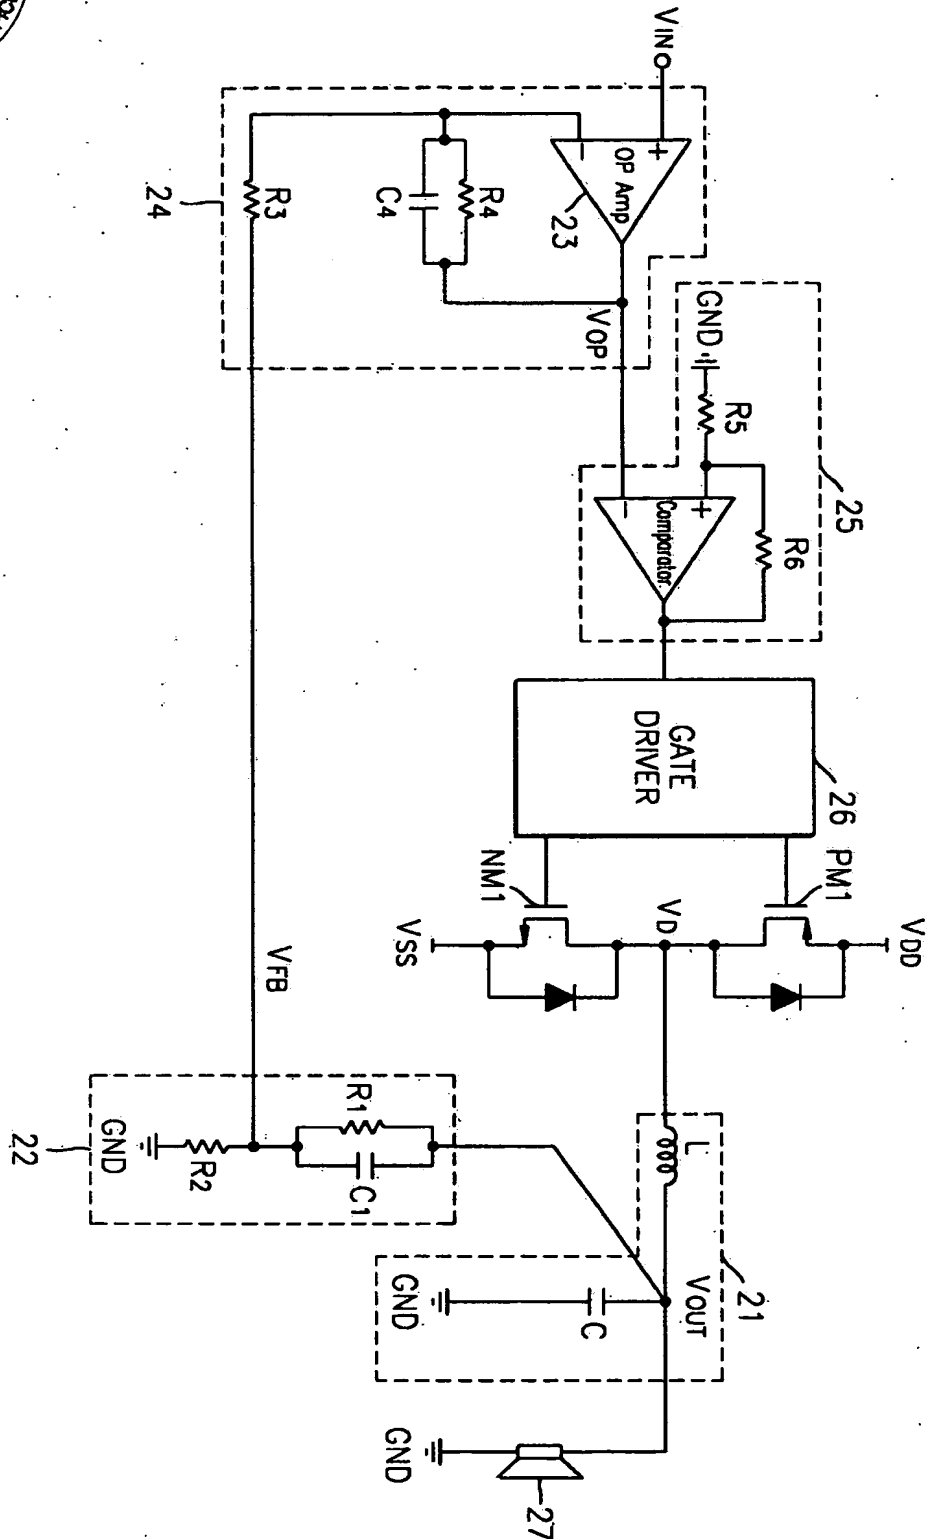 VIN
OP Amp
+
−
23
R4
C4
R3
24
VOP
GND
R5
R6
25
+
−
Comparator
GATE
DRIVER
26
PM1
NM1
VDD
VD
VSS
VFB
R1
C1
R2
GND
22
L
VOUT
21
C
GND
27
GND